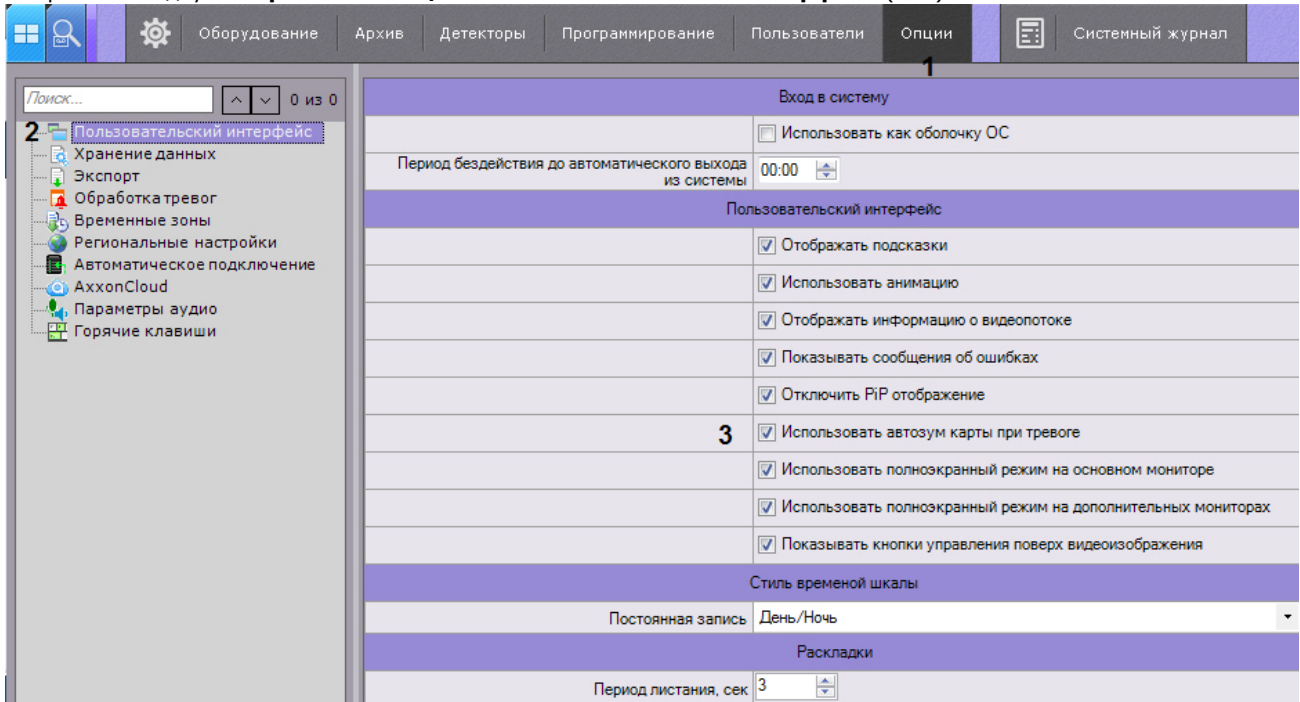 Оборудование Архив Детекторы Программирование Пользователи Опции Системный журнал
1
Поиск... 0 из 0
2 Пользовательский интерфейс
Хранение данных
Экспорт
Обработка тревог
Временные зоны
Региональные настройки
Автоматическое подключение
AxxonCloud
Параметры аудио
Горячие клавиши
Вход в систему
Использовать как оболочку ОС
Период бездействия до автоматического выхода
из системы 00:00
Пользовательский интерфейс
Отображать подсказки
Использовать анимацию
Отображать информацию о видеопотоке
Показывать сообщения об ошибках
Отключить PiP отображение
3 Использовать автозум карты при тревоге
Использовать полноэкранный режим на основном мониторе
Использовать полноэкранный режим на дополнительных мониторах
Показывать кнопки управления поверх видеоизображения
Стиль временой шкалы
Постоянная запись День/Ночь
Раскладки
Период листания, сек 3